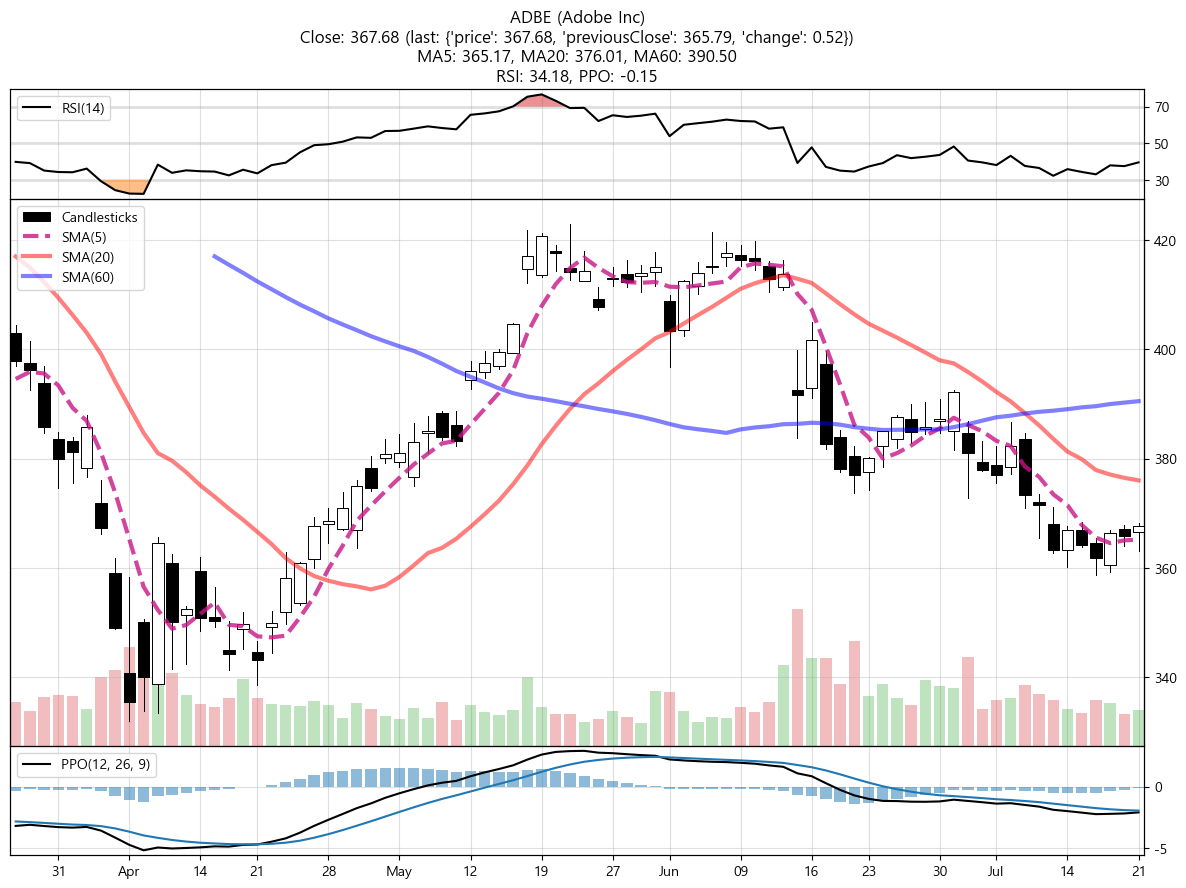 ADBE (Adobe Inc)
Close: 367.68 (last: {'price': 367.68, 'previousClose': 365.79, 'change': 0.52})
MA5: 365.17, MA20: 376.01, MA60: 390.50
RSI: 34.18, PPO: -0.15
RSI(14)
70
50
30
Candlesticks
SMA(5)
SMA(20)
SMA(60)
420
400
380
360
340
PPO(12, 26, 9)
0
-5
31 Apr 14 21 28 May 12 19 27 Jun 09 16 23 30 Jul 14 21